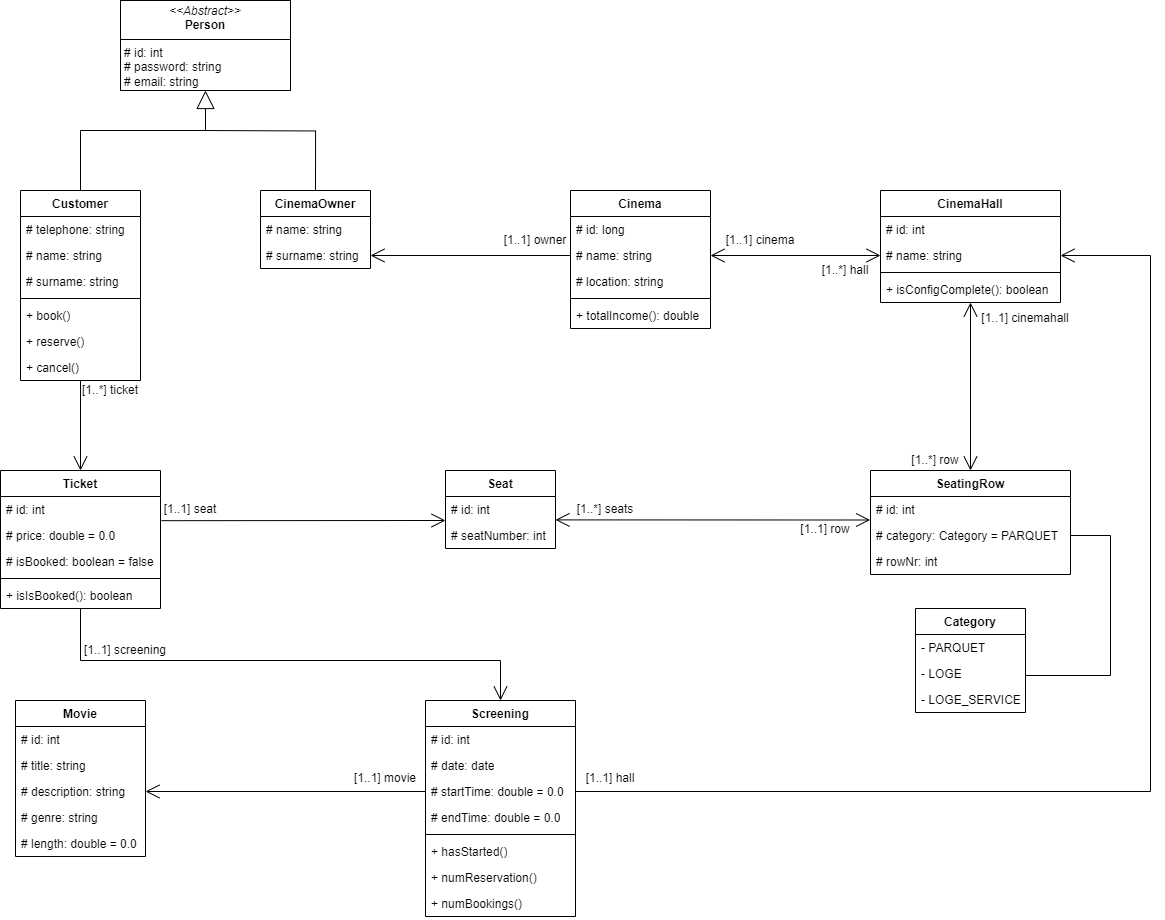 <<Abstract>>
Person
# id: int
# password: string
# email: string
Customer
# telephone: string
# name: string
# surname: string
+ book()
+ reserve()
+ cancel()
CinemaOwner
# name: string
# surname: string
[1..1] owner
Cinema
# id: long
# name: string
# location: string
+ totalIncome(): double
[1..1] cinema
[1..*] hall
CinemaHall
# id: int
# name: string
+ isConfigComplete(): boolean
[1..1] cinemahall
[1..*] ticket
[1..*] row
Ticket
# id: int
# price: double = 0.0
# isBooked: boolean = false
+ isIsBooked(): boolean
[1..1] seat
Seat
# id: int
# seatNumber: int
[1..*] seats
[1..1] row
SeatingRow
# id: int
# category: Category = PARQUET
# rowNr: int
Category
- PARQUET
- LOGE
- LOGE_SERVICE
[1..1] screening
Movie
# id: int
# title: string
# description: string
# genre: string
# length: double = 0.0
[1..1] movie
Screening
# id: int
# date: date
# startTime: double = 0.0
# endTime: double = 0.0
+ hasStarted()
+ numReservation()
+ numBookings()
[1..1] hall